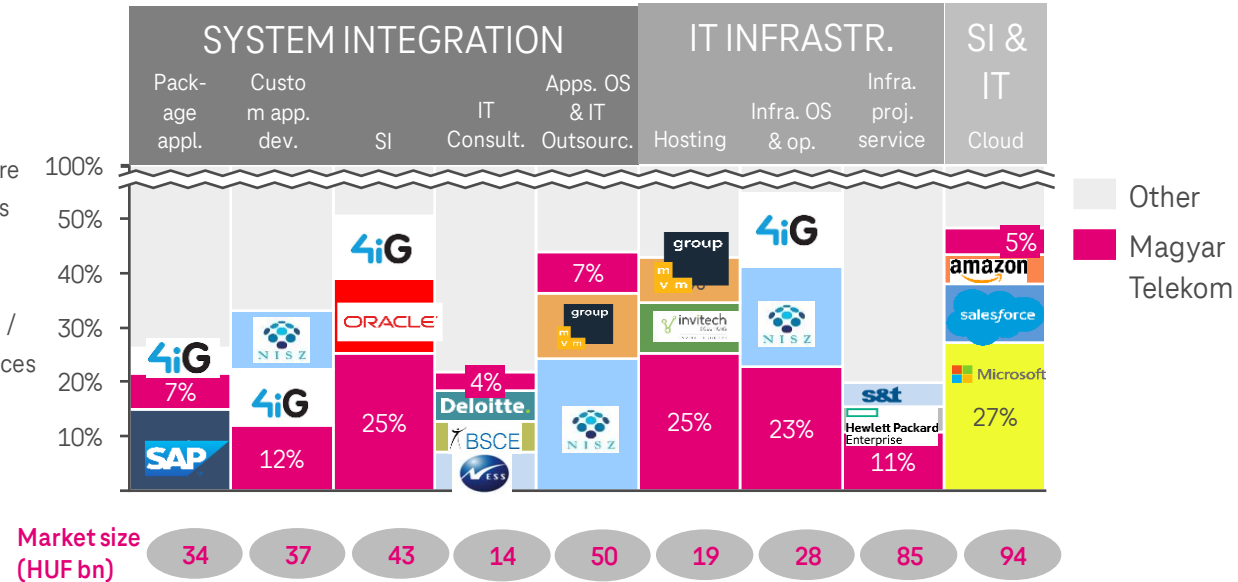 SYSTEM INTEGRATION
IT INFRASTR.
SI &
IT
Pack-
age
appl.
Custo
m app.
dev.
SI
IT
Consult.
Apps. OS
& IT
Outsourc.
Hosting
Infra. OS
& op.
Infra.
proj.
service
Cloud
100%
50%
40%
30%
20%
10%
re
s
/
ces
4iG
7%
SAP
NISZ
4iG
12%
4iG
ORACLE
25%
4%
Deloitte.
BSCE
NESS
7%
group
mvm
NISZ
group
mvm
%
invitech
25%
4iG
NISZ
23%
s&t
Hewlett Packard
Enterprise
11%
5%
amazon
salesforce
Microsoft
27%
Other
Magyar
Telekom
Market size
(HUF bn)
34
37
43
14
50
19
28
85
94